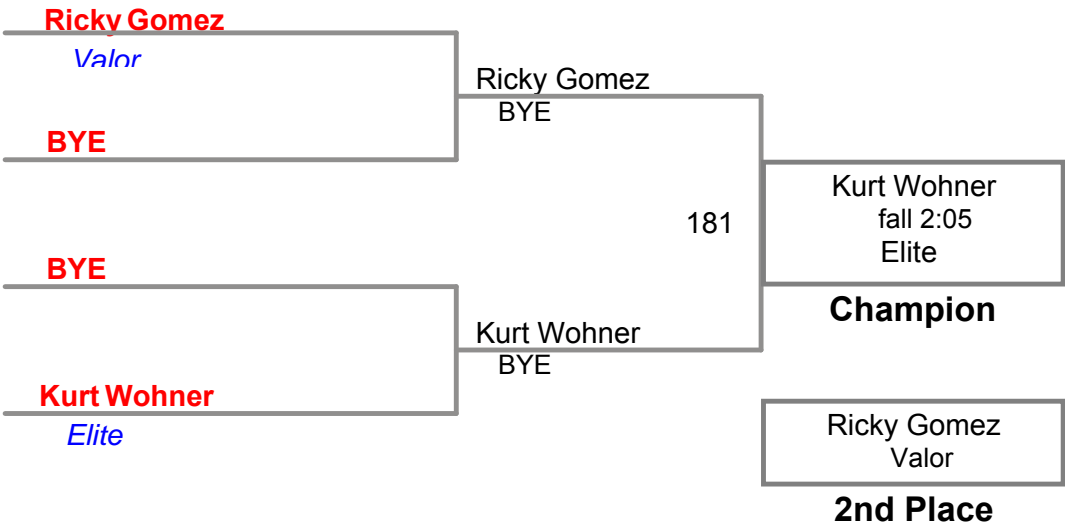 Ricky Gomez
Valor
BYE
BYE
Kurt Wohner
Elite
Ricky Gomez
BYE
Kurt Wohner
BYE
181
Kurt Wohner
fall 2:05
Elite
Champion
Ricky Gomez
Valor
2nd Place